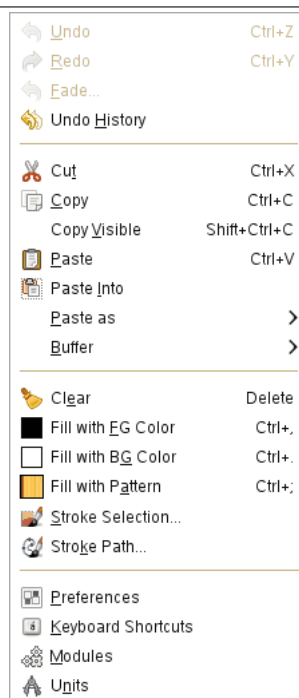 Undo Ctrl+Z
Redo Ctrl+Y
Fade...
Undo History
Cut Ctrl+X
Copy Ctrl+C
Copy Visible Shift+Ctrl+C
Paste Ctrl+V
Paste Into
Paste as
Buffer
Clear Delete
Fill with FG Color Ctrl+,
Fill with BG Color Ctrl+.
Fill with Pattern Ctrl+;
Stroke Selection...
Stroke Path...
Preferences
Keyboard Shortcuts
Modules
Units